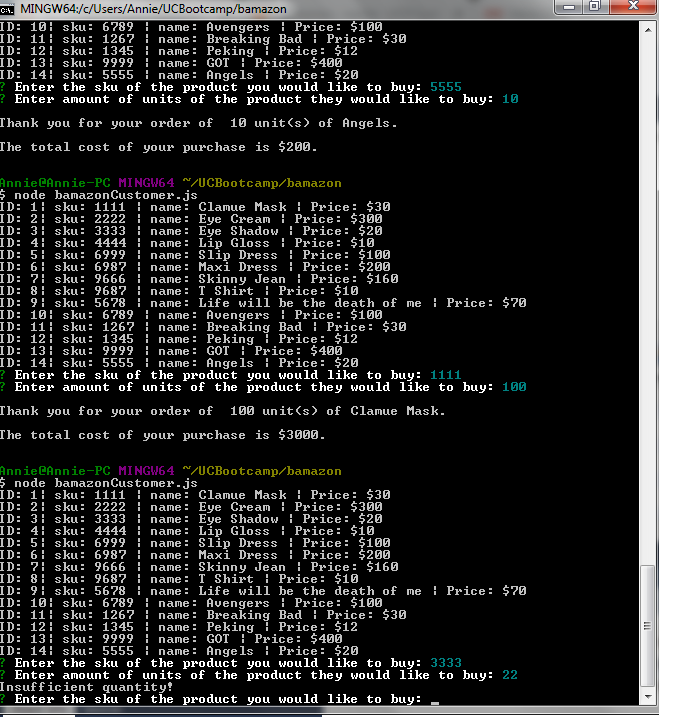 MINGW64:/c/Users/Annie/UCBootcamp/bamazon
ID: 10| sku: 6789 | name: Avengers | Price: $100
ID: 11| sku: 1267 | name: Breaking Bad | Price: $30
ID: 12| sku: 1345 | name: Peking | Price: $12
ID: 13| sku: 9999 | name: GOT | Price: $400
ID: 14| sku: 5555 | name: Angels | Price: $20
? Enter the sku of the product you would like to buy: 5555
? Enter amount of units of the product they would like to buy: 10
Thank you for your order of  10 unit(s) of Angels.
The total cost of your purchase is $200.
Annie@Annie-PC MINGW64 ~/UCBootcamp/bamazon
$ node bamazonCustomer.js
ID: 1| sku: 1111 | name: Clamue Mask | Price: $30
ID: 2| sku: 2222 | name: Eye Cream | Price: $300
ID: 3| sku: 3333 | name: Eye Shadow | Price: $20
ID: 4| sku: 4444 | name: Lip Gloss | Price: $10
ID: 5| sku: 6999 | name: Slip Dress | Price: $100
ID: 6| sku: 6987 | name: Maxi Dress | Price: $200
ID: 7| sku: 9666 | name: Skinny Jean | Price: $160
ID: 8| sku: 9687 | name: T Shirt | Price: $10
ID: 9| sku: 5678 | name: Life will be the death of me | Price: $70
ID: 10| sku: 6789 | name: Avengers | Price: $100
ID: 11| sku: 1267 | name: Breaking Bad | Price: $30
ID: 12| sku: 1345 | name: Peking | Price: $12
ID: 13| sku: 9999 | name: GOT | Price: $400
ID: 14| sku: 5555 | name: Angels | Price: $20
? Enter the sku of the product you would like to buy: 1111
? Enter amount of units of the product they would like to buy: 100
Thank you for your order of  100 unit(s) of Clamue Mask.
The total cost of your purchase is $3000.
Annie@Annie-PC MINGW64 ~/UCBootcamp/bamazon
$ node bamazonCustomer.js
ID: 1| sku: 1111 | name: Clamue Mask | Price: $30
ID: 2| sku: 2222 | name: Eye Cream | Price: $300
ID: 3| sku: 3333 | name: Eye Shadow | Price: $20
ID: 4| sku: 4444 | name: Lip Gloss | Price: $10
ID: 5| sku: 6999 | name: Slip Dress | Price: $100
ID: 6| sku: 6987 | name: Maxi Dress | Price: $200
ID: 7| sku: 9666 | name: Skinny Jean | Price: $160
ID: 8| sku: 9687 | name: T Shirt | Price: $10
ID: 9| sku: 5678 | name: Life will be the death of me | Price: $70
ID: 10| sku: 6789 | name: Avengers | Price: $100
ID: 11| sku: 1267 | name: Breaking Bad | Price: $30
ID: 12| sku: 1345 | name: Peking | Price: $12
ID: 13| sku: 9999 | name: GOT | Price: $400
ID: 14| sku: 5555 | name: Angels | Price: $20
? Enter the sku of the product you would like to buy: 3333
? Enter amount of units of the product they would like to buy: 22
Insufficient quantity!
? Enter the sku of the product you would like to buy: _